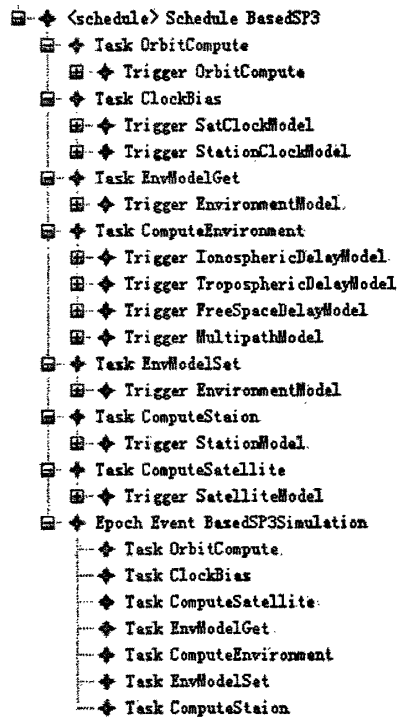 <schedule> Schedule BasedSP3
Task OrbitCompute
Trigger OrbitCompute
Task ClockBias
Trigger SatClockModel
Trigger StationClockModel
Task EnvModelGet
Trigger EnvironmentModel
Task ComputeEnvironment
Trigger IonosphericDelayModel
Trigger TroposphericDelayModel
Trigger FreeSpaceDelayModel
Trigger MultipathModel
Task EnvModelSet
Trigger EnvironmentModel
Task ComputeStaion
Trigger StationModel
Task ComputeSatellite
Trigger SatelliteModel
Epoch Event BasedSP3Simulation
Task OrbitCompute
Task ClockBias
Task ComputeSatellite
Task EnvModelGet
Task ComputeEnvironment
Task EnvModelSet
Task ComputeStaion